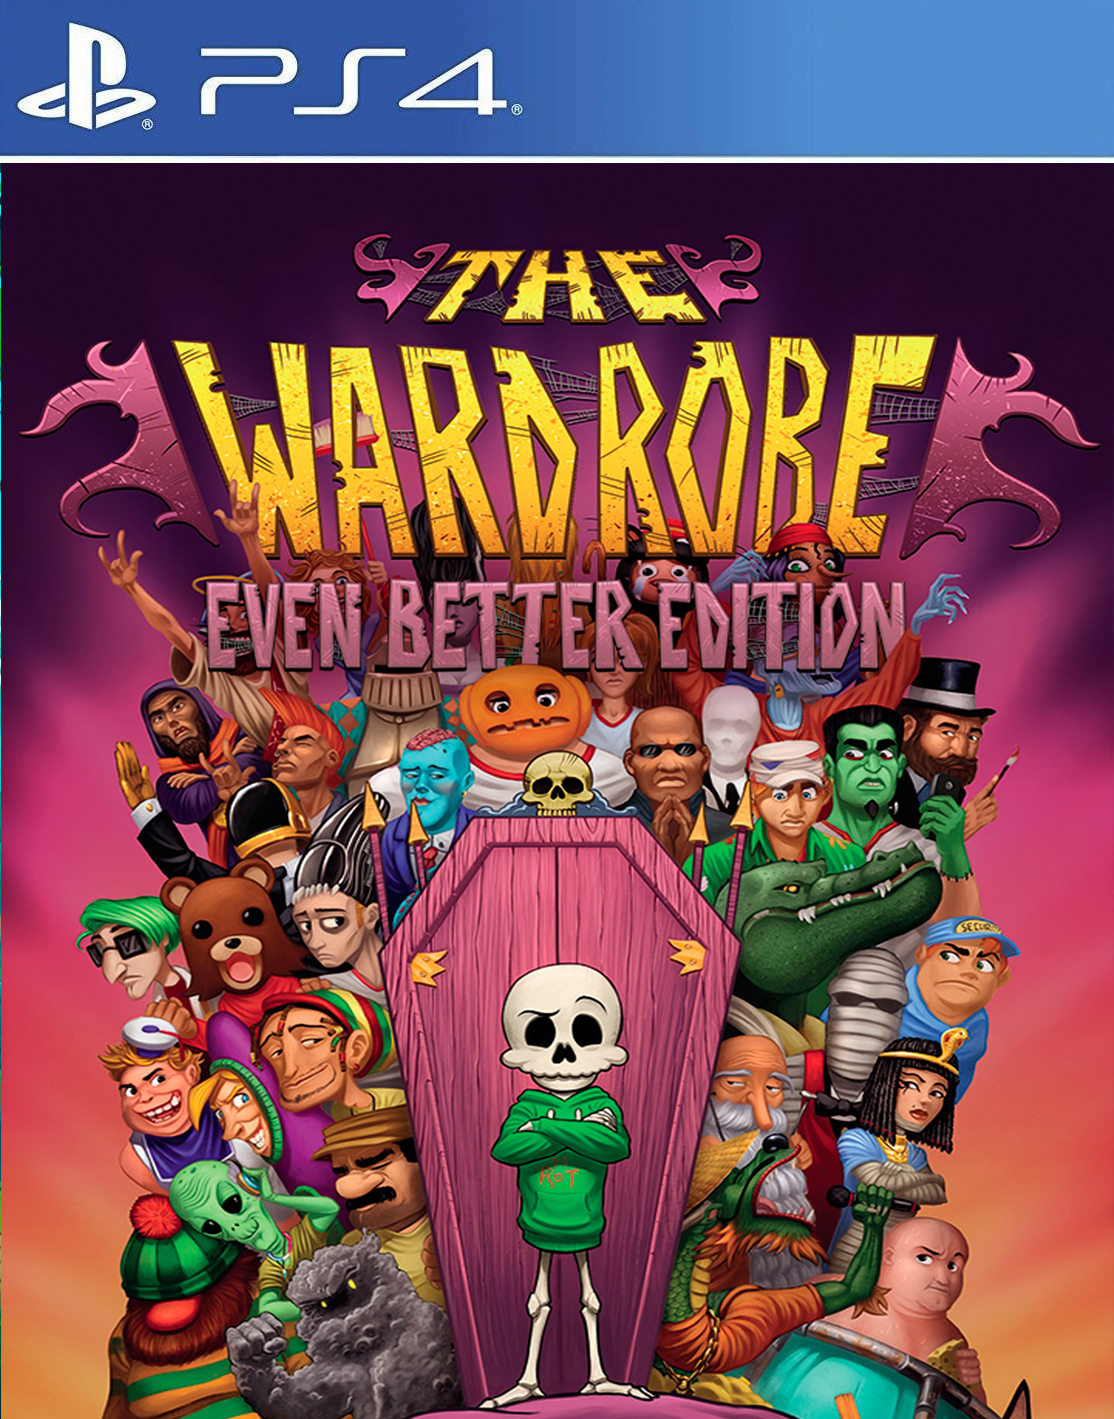 PS4
THE
WARDROBE
EVEN BETTER EDITION
SECURITY
ROT